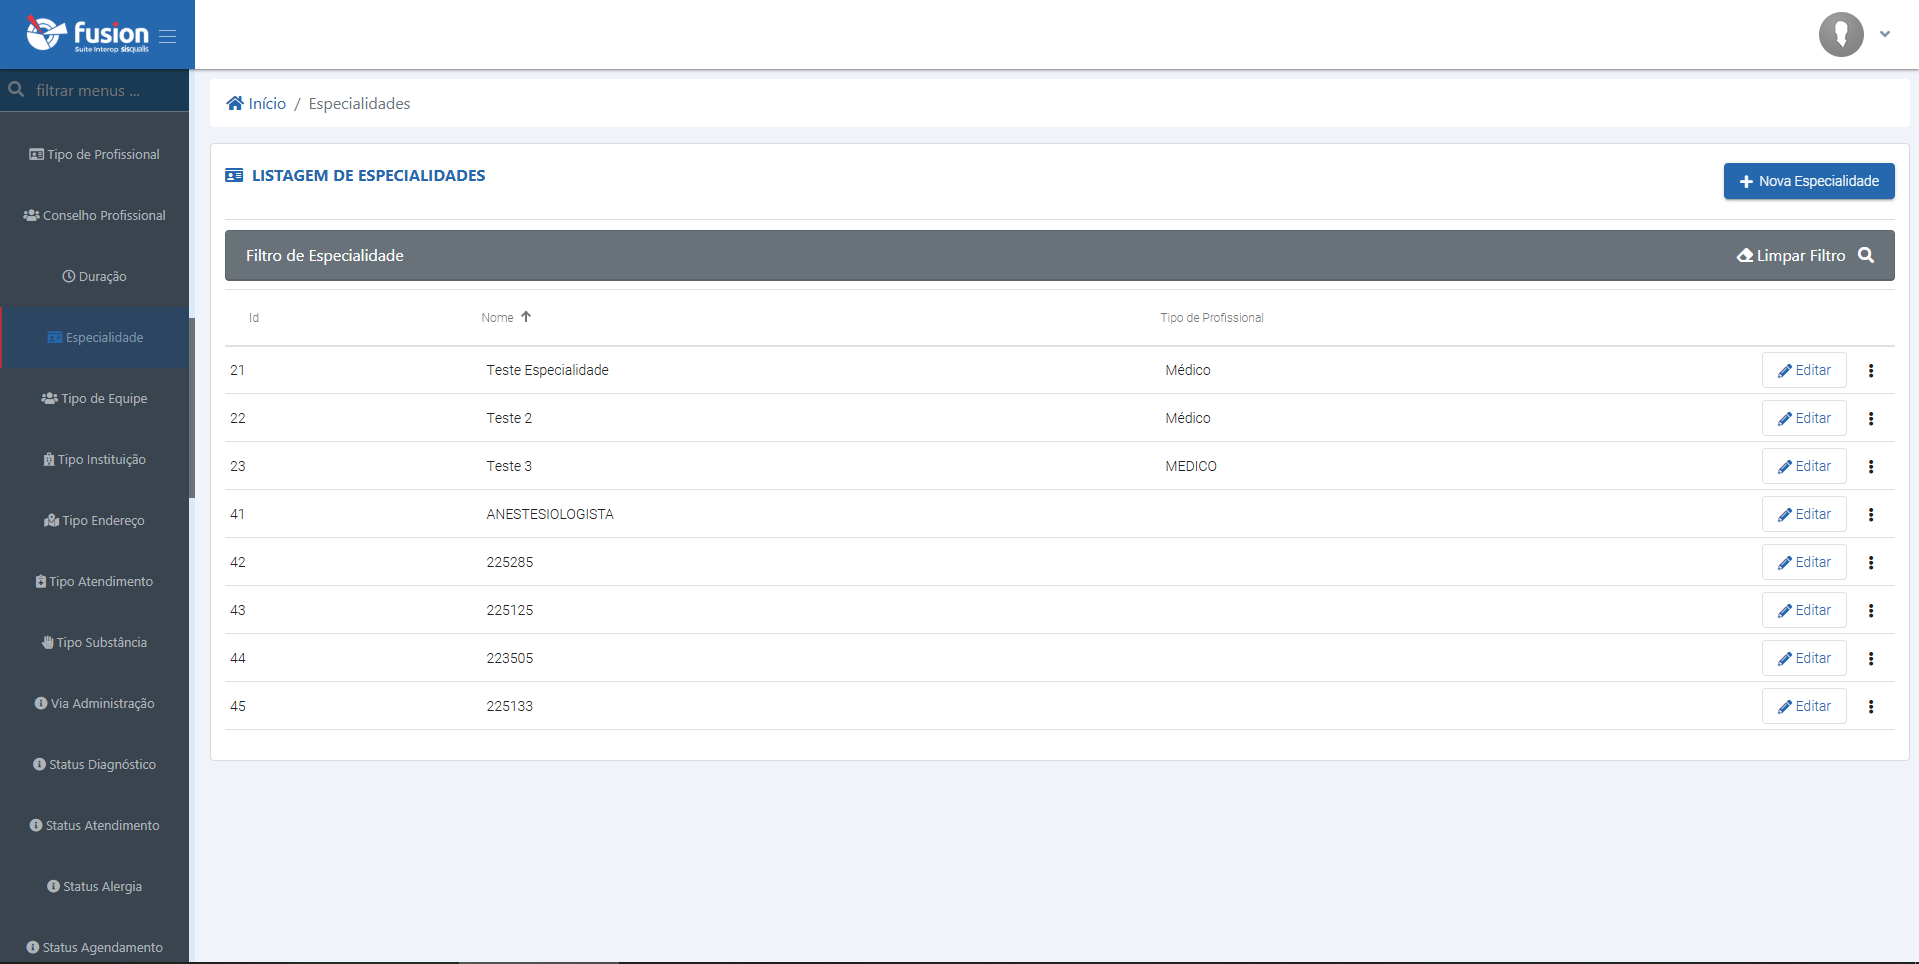 fusion
Suite Interop sisqualis
filtrar menus ...
Tipo de Profissional
Conselho Profissional
Duração
Especialidade
Tipo de Equipe
Tipo Instituição
Tipo Endereço
Tipo Atendimento
Tipo Substância
Via Administração
Status Diagnóstico
Status Atendimento
Status Alergia
Status Agendamento
Início / Especialidades
LISTAGEM DE ESPECIALIDADES
Nova Especialidade
Filtro de Especialidade Limpar Filtro
Id Nome Tipo de Profissional
21 Teste Especialidade Médico Editar
22 Teste 2 Médico Editar
23 Teste 3 MEDICO Editar
41 ANESTESIOLOGISTA Editar
42 225285 Editar
43 225125 Editar
44 223505 Editar
45 225133 Editar